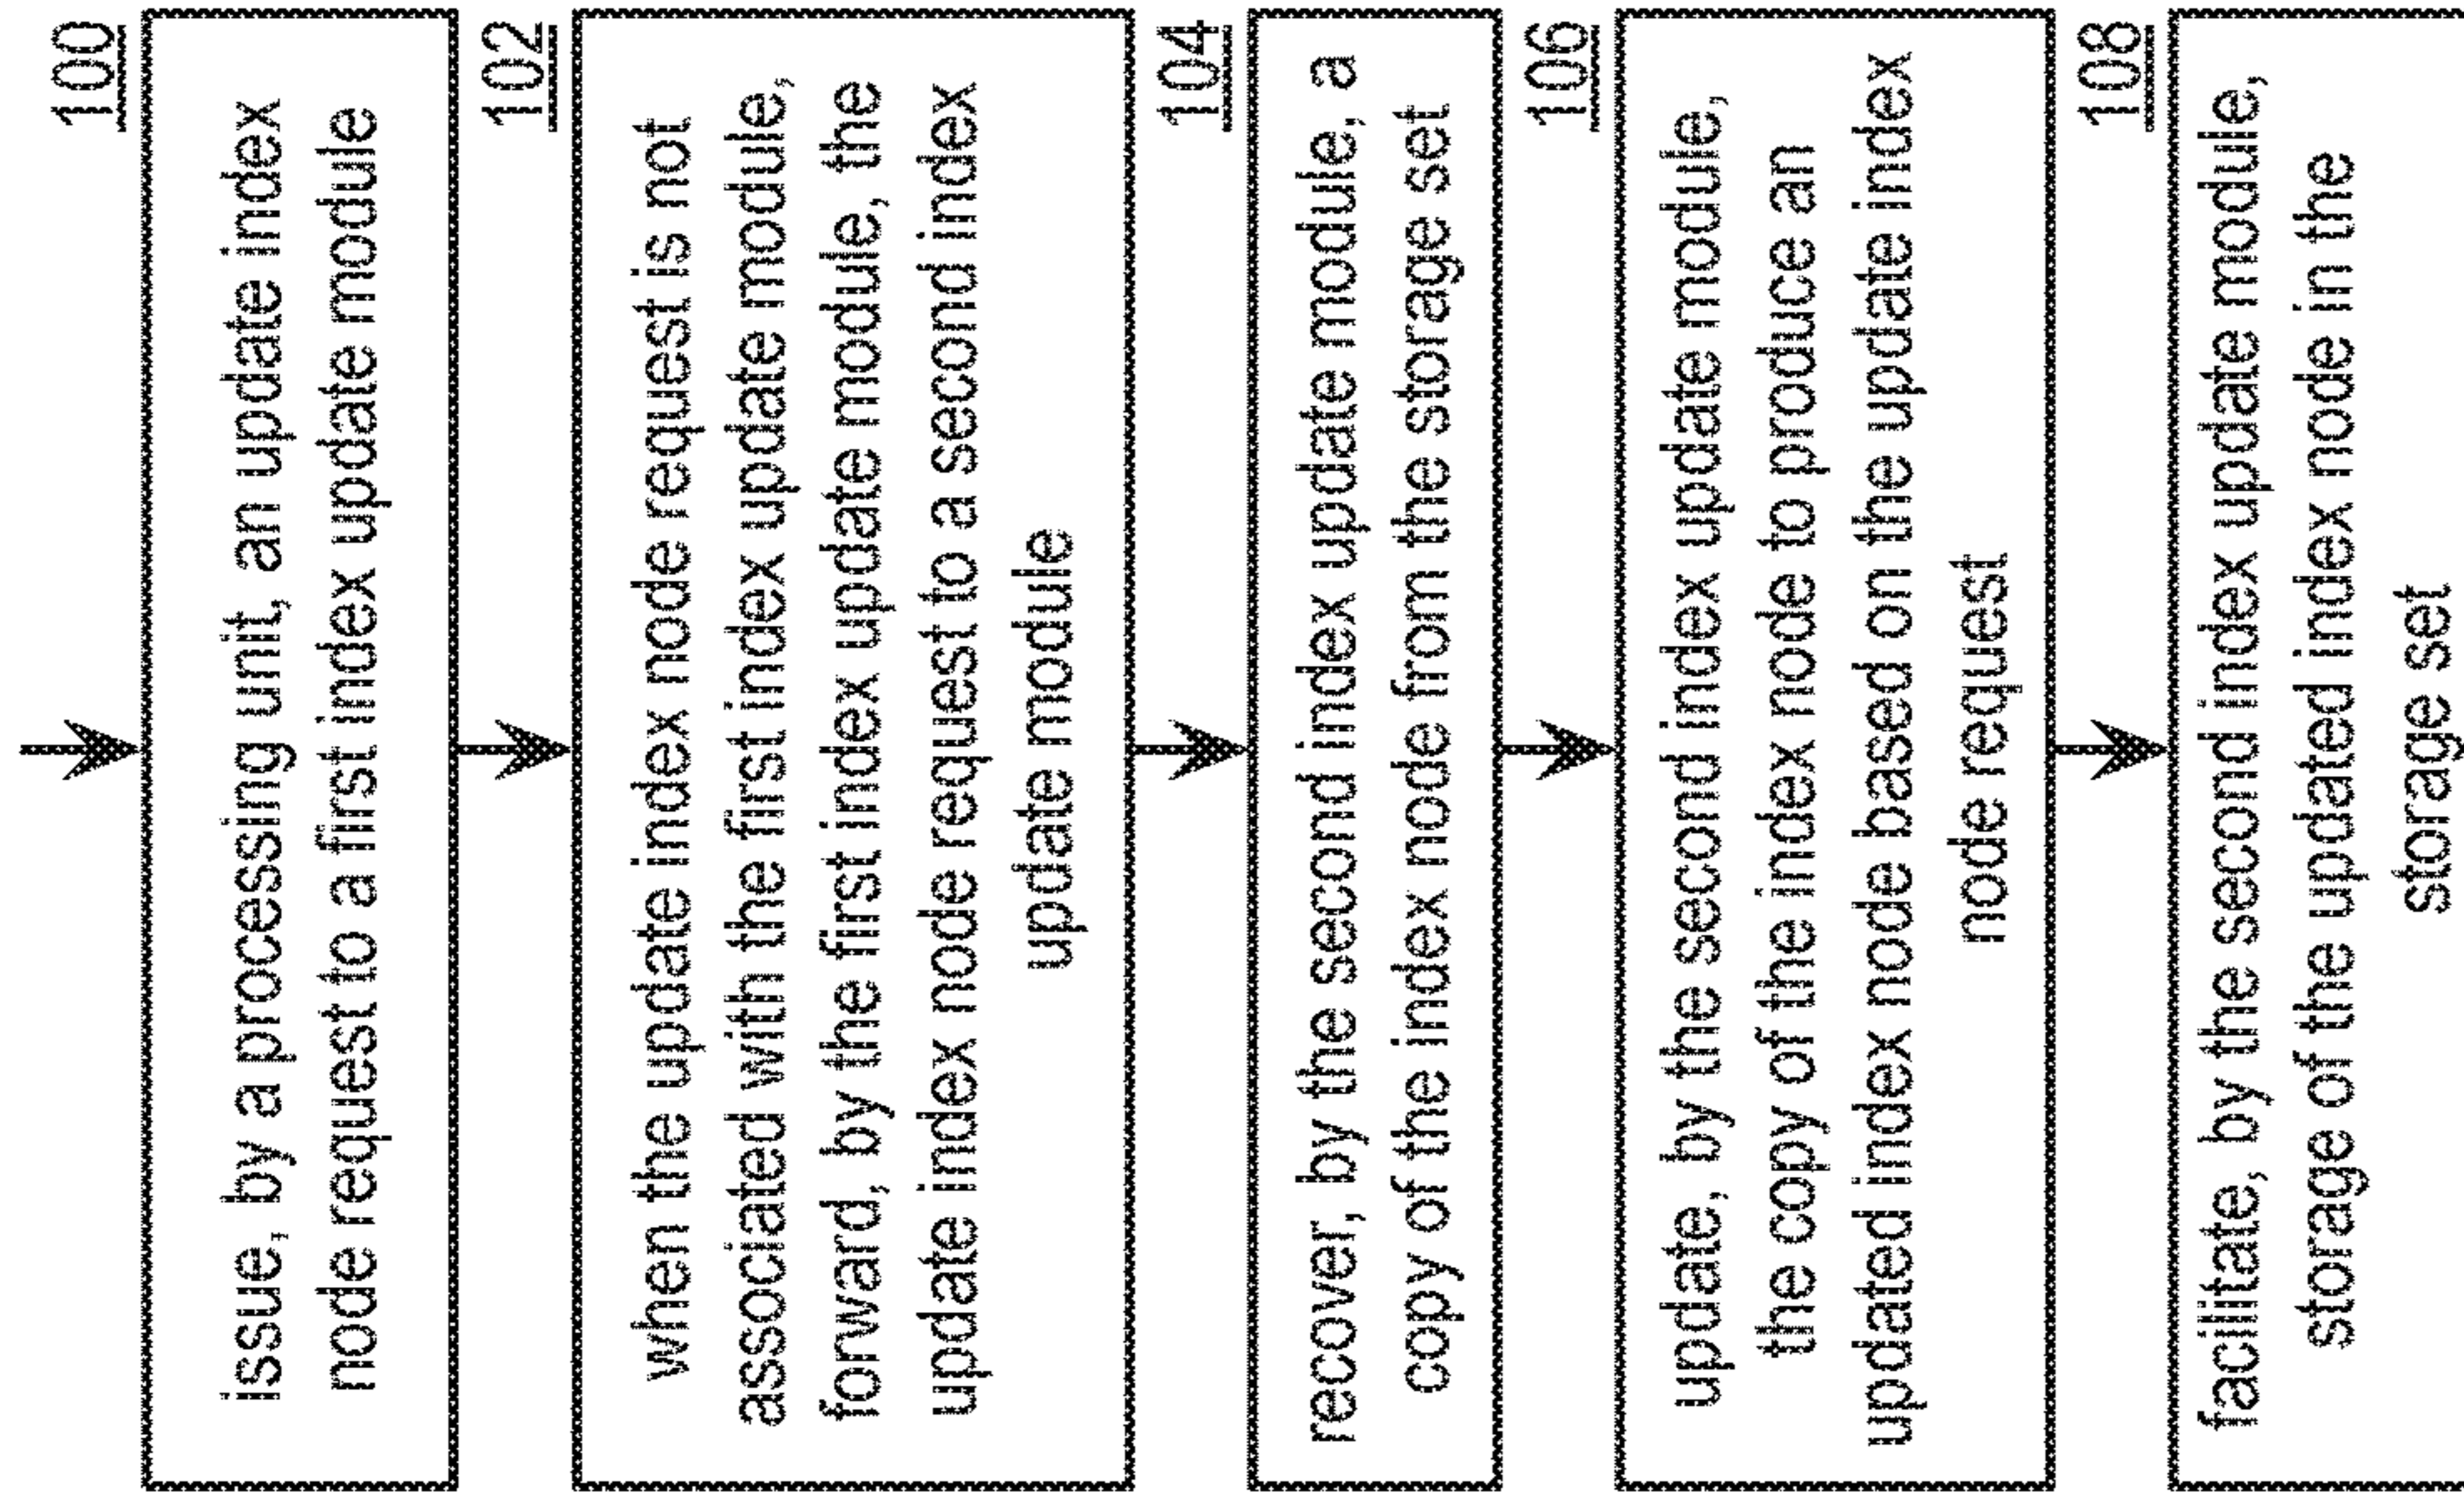 100
issue, by a processing unit, an update index
node request to a first index update module
102
when the update index node request is not
associated with the first index update module,
forward, by the first index update module, the
update index node request to a second index
update module
104
recover, by the second index update module, a
copy of the index node from the storage set
106
update, by the second index update module,
the copy of the index node to produce an
updated index node based on the update index
node request
108
facilitate, by the second index update module,
storage of the updated index node in the
storage set